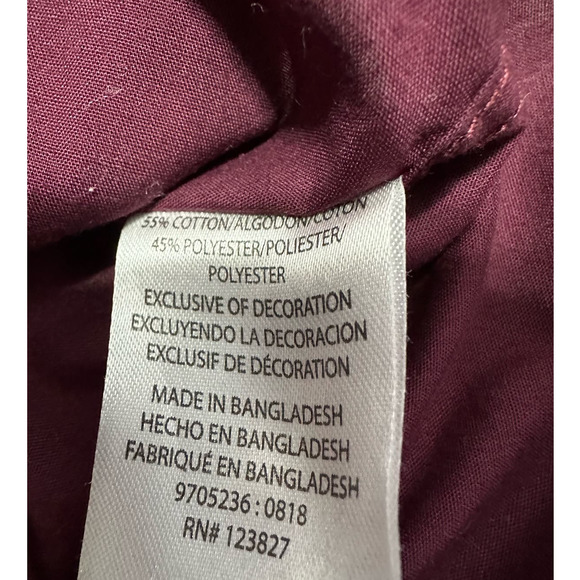 55% COTTON/ALGODON/COTON
45% POLYESTER/POLIESTER/
POLYESTER
EXCLUSIVE OF DECORATION
EXCLUYENDO LA DECORACION
EXCLUSIF DE DÉCORATION
MADE IN BANGLADESH
HECHO EN BANGLADESH
FABRIQUÉ EN BANGLADESH
9705236 : 0818
RN# 123827